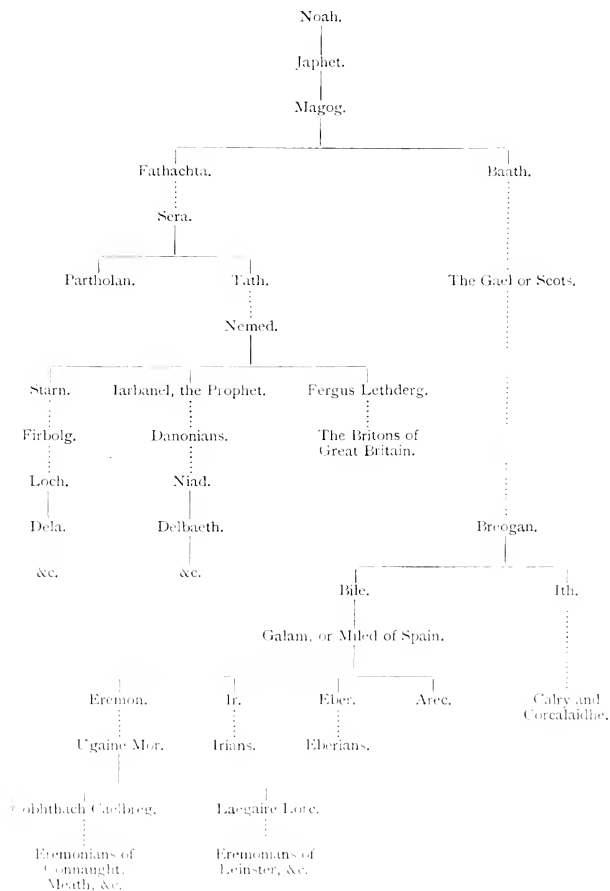 Noah.
Japhet.
Magog.
Fathachta. Baath.
Sera.
Partholan. Tath. The Gael or Scots.
Nemed.
Starn. Iarbanel, the Prophet. Fergus Lethderg.
Firbolg. Danonians. The Britons of
Great Britain.
Loch. Niad.
Dela. Delbaeth. Breogan.
&c. &c.
Bile. Ith.
Galam, or Miled of Spain.
Eremon. Ir. Eber. Arec. Calry and
Corcalaidhe.
Ugaine Mor. Irians. Eberians.
obhthach Caelbreg. Laegaire Lorc.
Eremonians of Eremonians of
Connaught, Leinster, &c.
Meath, &c.